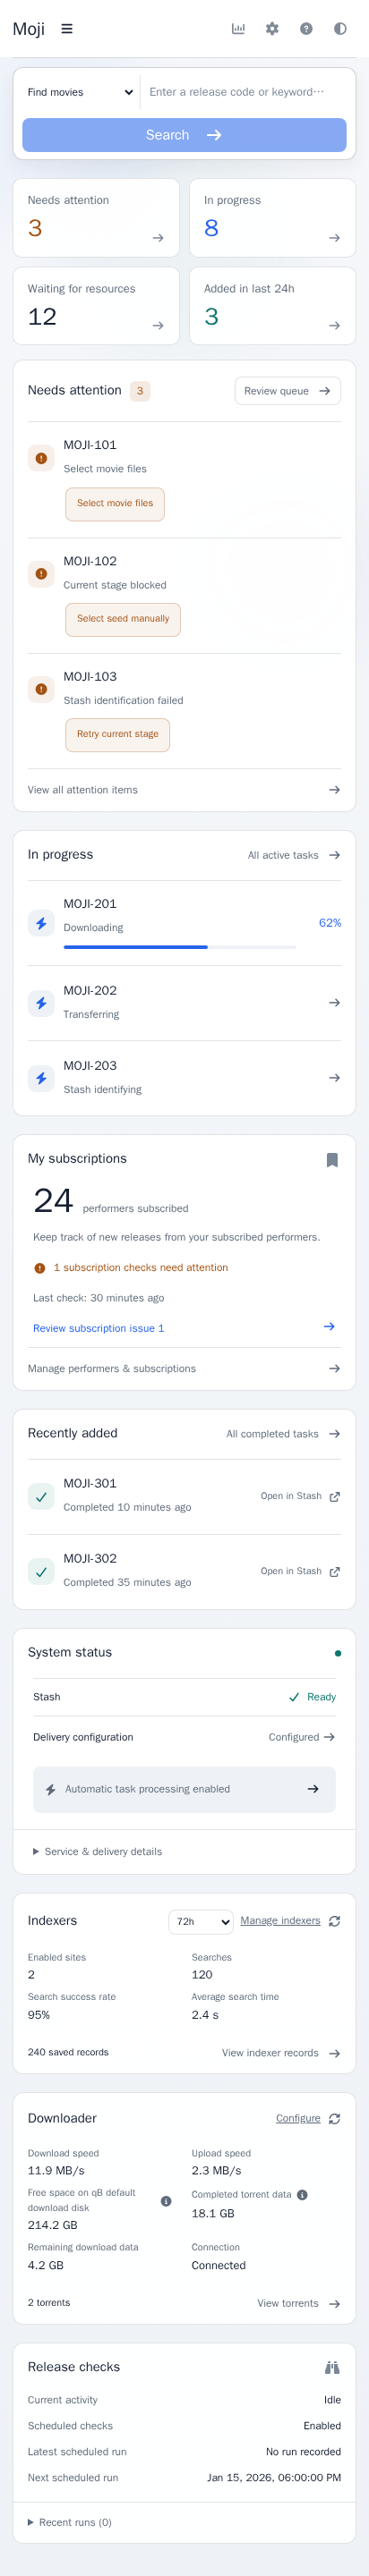 Moji
Find movies
Enter a release code or keyword···
Search
Needs attention
3
In progress
8
Waiting for resources
12
Added in last 24h
3
Needs attention 3
Review queue
MOJI-101
Select movie files
Select movie files
MOJI-102
Current stage blocked
Select seed manually
MOJI-103
Stash identification failed
Retry current stage
View all attention items
In progress
All active tasks
MOJI-201
Downloading
62%
MOJI-202
Transferring
MOJI-203
Stash identifying
My subscriptions
24 performers subscribed
Keep track of new releases from your subscribed performers.
1 subscription checks need attention
Last check: 30 minutes ago
Review subscription issue 1
Manage performers & subscriptions
Recently added
All completed tasks
MOJI-301
Completed 10 minutes ago
Open in Stash
MOJI-302
Completed 35 minutes ago
Open in Stash
System status
Stash
Ready
Delivery configuration
Configured
Automatic task processing enabled
Service & delivery details
Indexers
72h
Manage indexers
Enabled sites
2
Searches
120
Search success rate
95%
Average search time
2.4 s
240 saved records
View indexer records
Downloader
Configure
Download speed
11.9 MB/s
Upload speed
2.3 MB/s
Free space on qB default
download disk
214.2 GB
Completed torrent data
18.1 GB
Remaining download data
4.2 GB
Connection
Connected
2 torrents
View torrents
Release checks
Current activity
Idle
Scheduled checks
Enabled
Latest scheduled run
No run recorded
Next scheduled run
Jan 15, 2026, 06:00:00 PM
Recent runs (0)